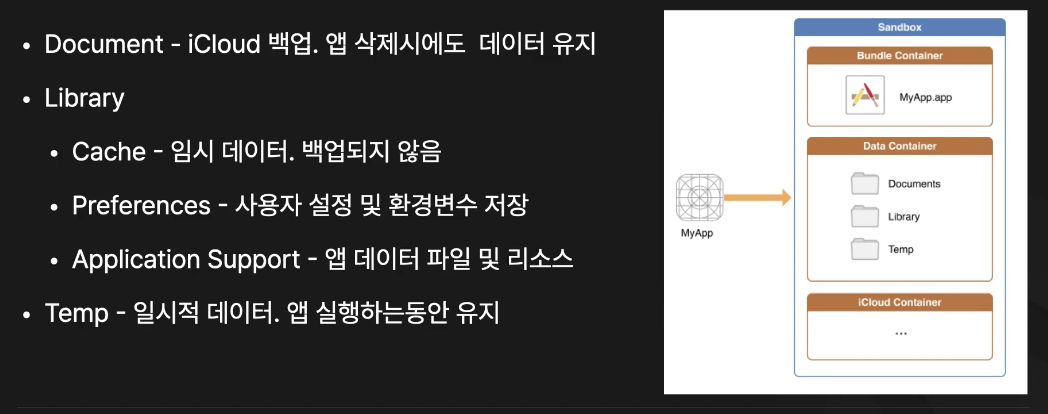 • Document - iCloud 백업. 앱 삭제시에도 데이터 유지
• Library
• Cache - 임시 데이터. 백업되지 않음
• Preferences - 사용자 설정 및 환경변수 저장
• Application Support - 앱 데이터 파일 및 리소스
• Temp - 일시적 데이터. 앱 실행하는동안 유지
MyApp
Sandbox
Bundle Container
MyApp.app
Data Container
Documents
Library
Temp
iCloud Container
...